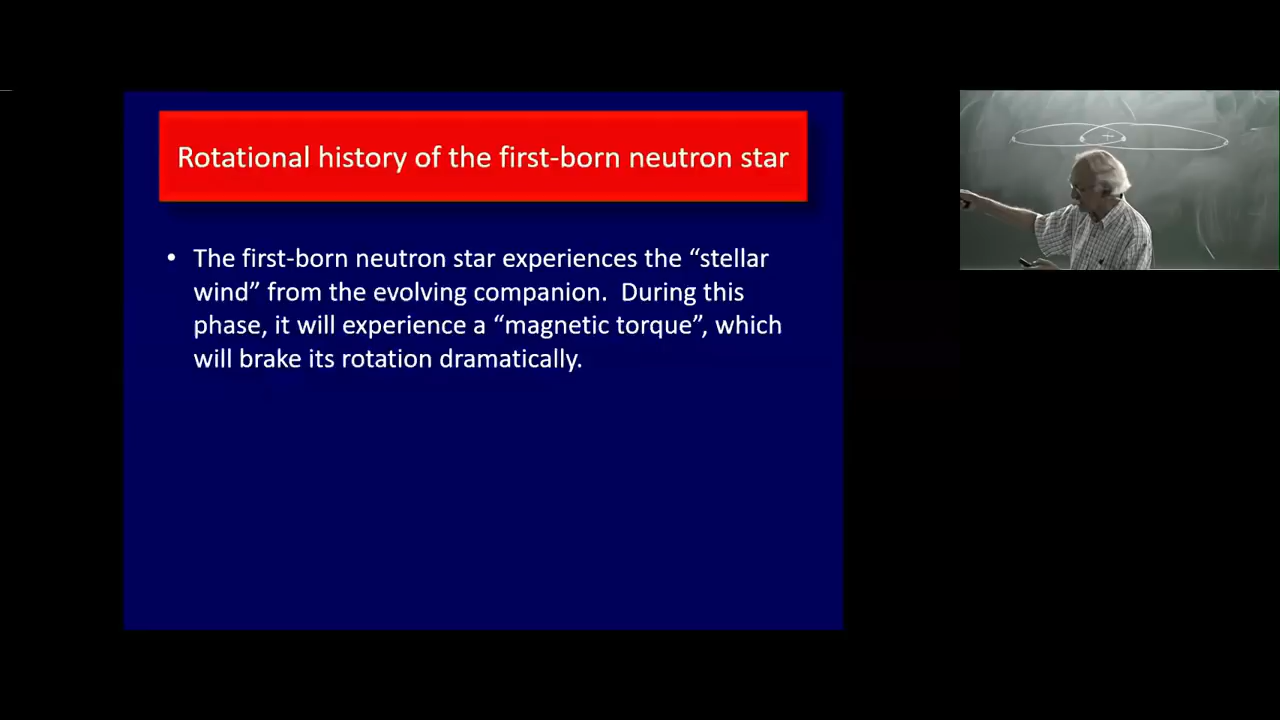 Rotational history of the first-born neutron star
• The first-born neutron star experiences the “stellar
wind” from the evolving companion.  During this
phase, it will experience a “magnetic torque”, which
will brake its rotation dramatically.